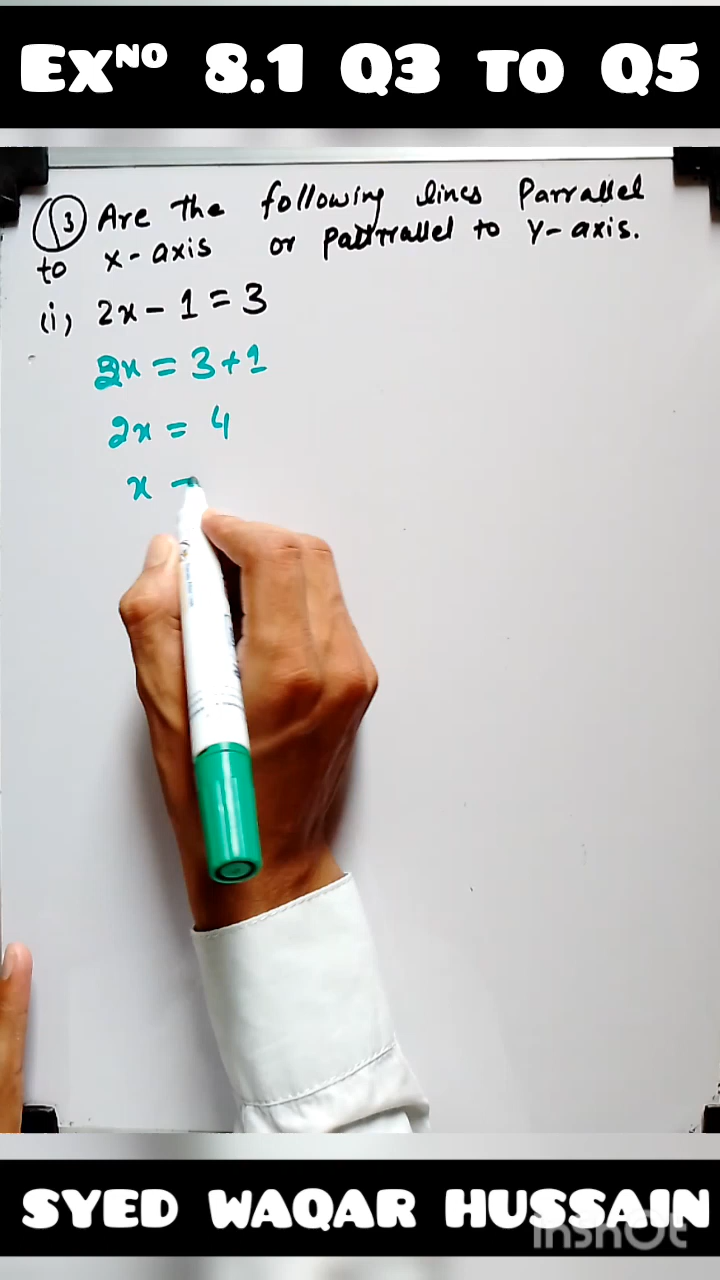 EXNO 8.1 Q3 TO Q5
Q3 Are the following lines Parrallel
to x-axis or Parrallel to Y-axis.
(i) 2x - 1 = 3
2x = 3+1
2x = 4
x =
SYED WAQAR HUSSAIN
InShOt